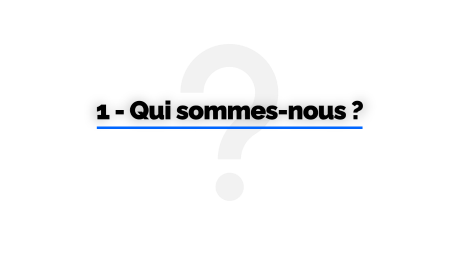 1 - Qui sommes-nous ?